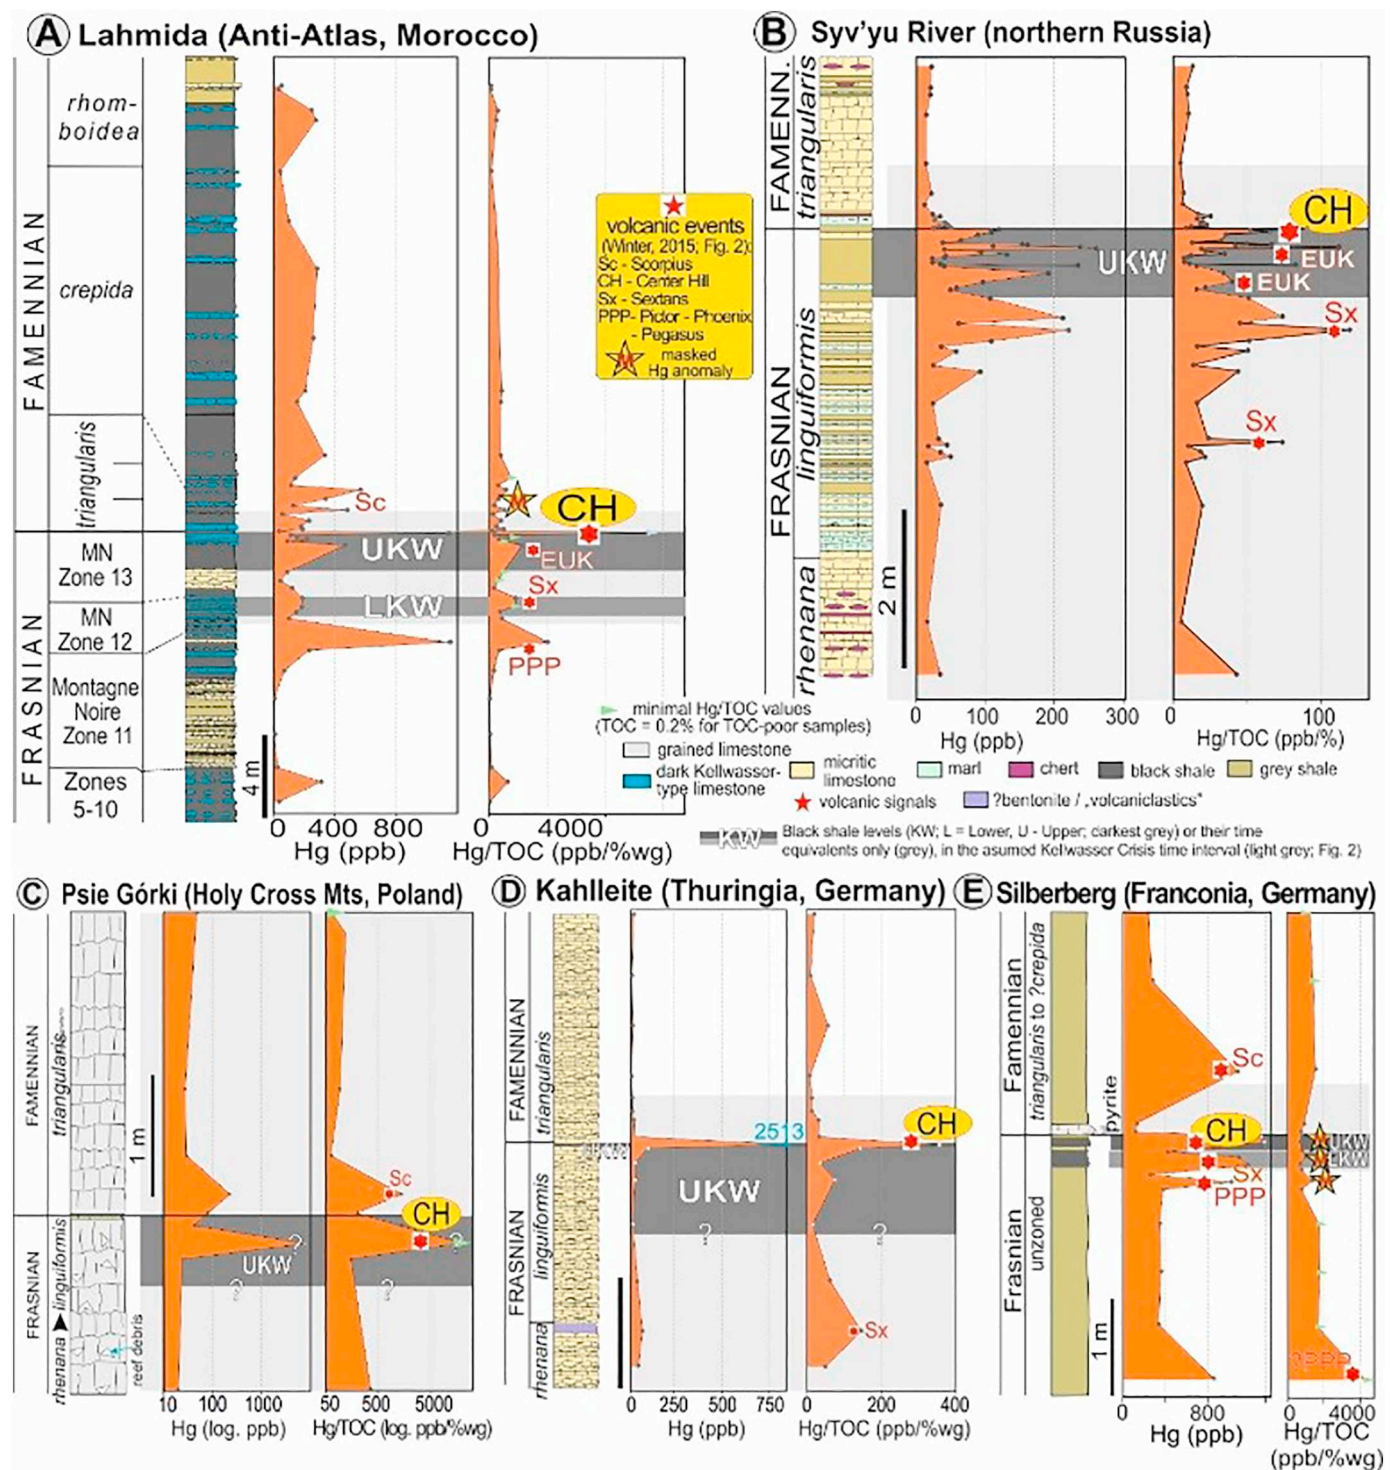 A Lahmida (Anti-Atlas, Morocco)
FAMENNIAN
FRASNIAN
rhom-
boidea
crepida
triangularis
MN
Zone 13
MN
Zone 12
Montagne
Noire
Zone 11
Zones
5-10
4 m
Sc
UKW
LKW
0 400 800
Hg (ppb)
M
CH
EUK
Sx
PPP
0 4000
Hg/TOC (ppb/%wg)
volcanic events
(Winter, 2015; Fig. 2):
Sc - Scorpius
CH - Center Hill
Sx - Sextans
PPP- Pictor - Phoenix
- Pegasus
M masked
Hg anomaly
B Syv'yu River (northern Russia)
FAMENN.
triangularis
FRASNIAN
linguiformis
rhenana
2 m
UKW
0 100 200 300
Hg (ppb)
CH
EUK
EUK
Sx
Sx
0 100
Hg/TOC (ppb/%)
minimal Hg/TOC values
(TOC = 0.2% for TOC-poor samples)
grained limestone
dark Kellwasser-
type limestone
micritic
limestone
marl
chert
black shale
grey shale
volcanic signals
?bentonite / „volcaniclastics"
KW
Black shale levels (KW; L = Lower, U - Upper; darkest grey) or their time
equivalents only (grey), in the asumed Kellwasser Crisis time interval (light grey; Fig. 2)
C Psie Górki (Holy Cross Mts, Poland)
FAMENNIAN
triangularis
FRASNIAN
rhenana ➤ linguiformis
1 m
reef debris
UKW
?
?
10 100 1000
Hg (log. ppb)
Sc
CH
?
?
50 500 5000
Hg/TOC (log. ppb/%wg)
D Kahlleite (Thuringia, Germany)
FAMENNIAN
triangularis
FRASNIAN
linguiformis
rhenana
UKW
2513
UKW
?
?
0 250 500 750
Hg (ppb)
CH
Sx
0 200 400
Hg/TOC (ppb/%wg)
E Silberberg (Franconia, Germany)
Famennian
triangularis to ?crepida
Frasnian
unzoned
pyrite
1 m
Sc
CH
Sx
PPP
0 800
Hg (ppb)
M UKW
M LKW
?PPP
0 4000
Hg/TOC
(ppb/%wg)